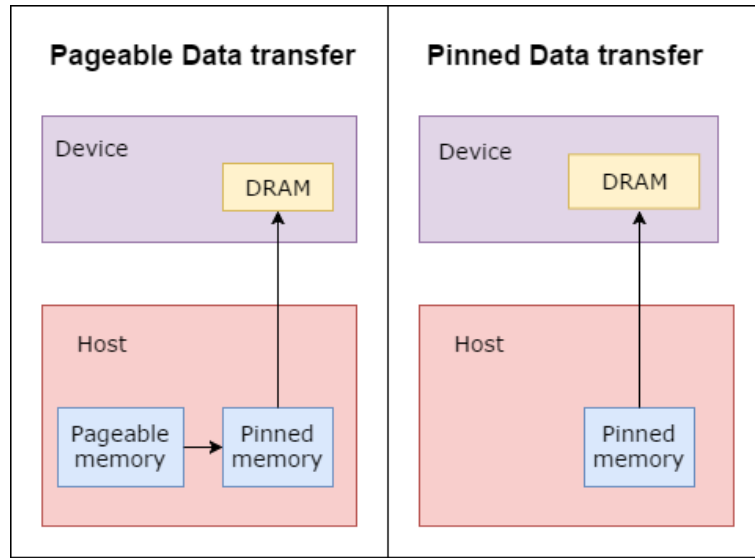 Pageable Data transfer
Device
DRAM
Host
Pageable
memory
Pinned
memory
Pinned Data transfer
Device
DRAM
Host
Pinned
memory